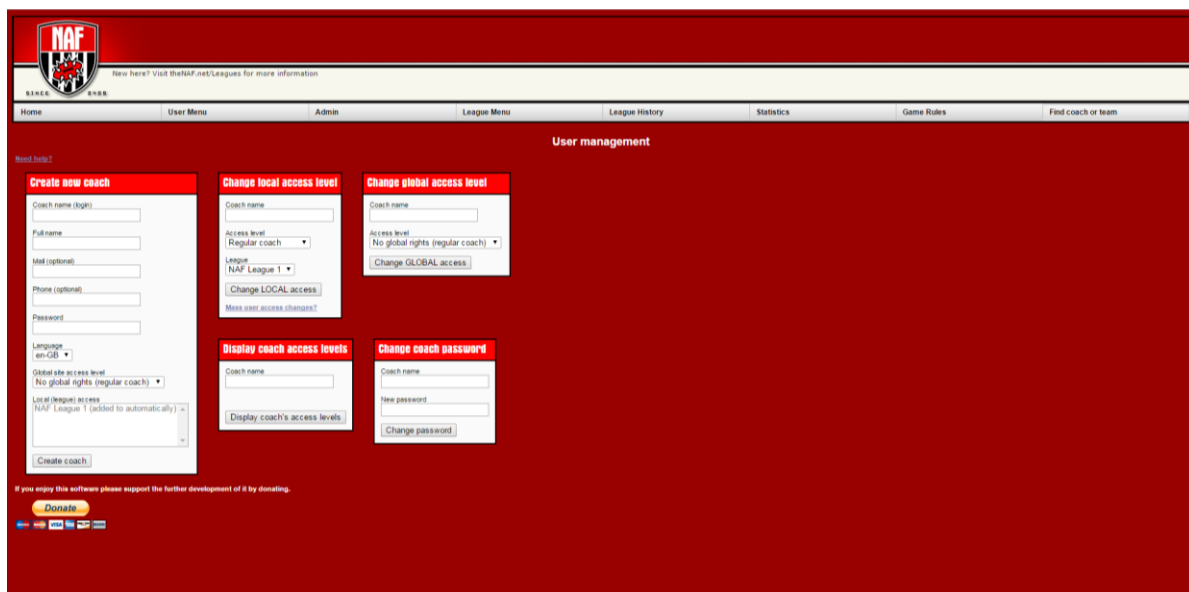 NAF
New here? Visit theNAF.net/Leagues for more information
SINCE
Home User Menu Admin League Menu League History Statistics Game Rules Find coach or team
User management
Need help?
Create new coach
Coach name (login)
Full name
Mail (optional)
Phone (optional)
Password
Language
en-GB
Global site access level
No global rights (regular coach)
Local (league) access
NAF League 1 (added to automatically)
Create coach
Change local access level
Coach name
Access level
Regular coach
League
NAF League 1
Change LOCAL access
Mass user access changes?
Change global access level
Coach name
Access level
No global rights (regular coach)
Change GLOBAL access
Display coach access levels
Coach name
Display coach's access levels
Change coach password
Coach name
New password
Change password
If you enjoy this software please support the further development of it by donating.
Donate
VISA